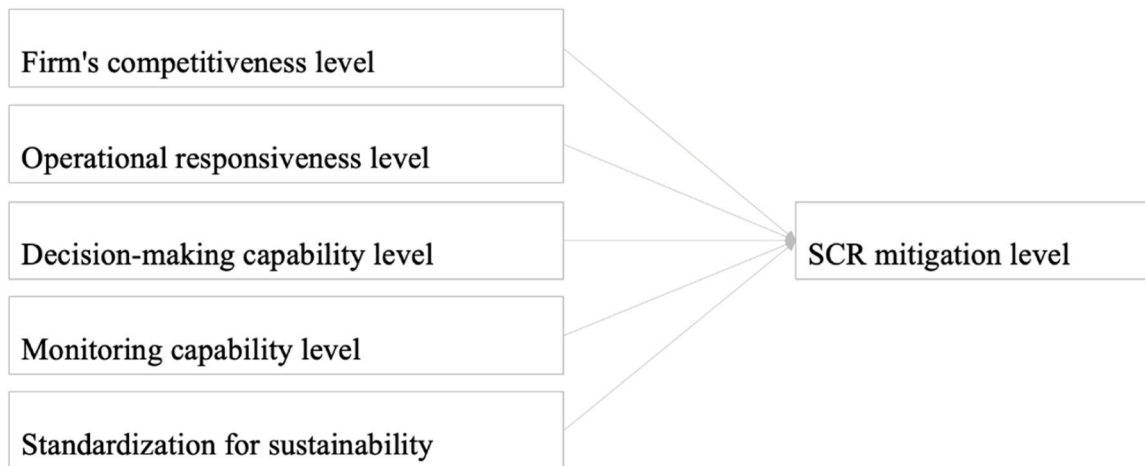 Firm's competitiveness level
Operational responsiveness level
Decision-making capability level
SCR mitigation level
Monitoring capability level
Standardization for sustainability